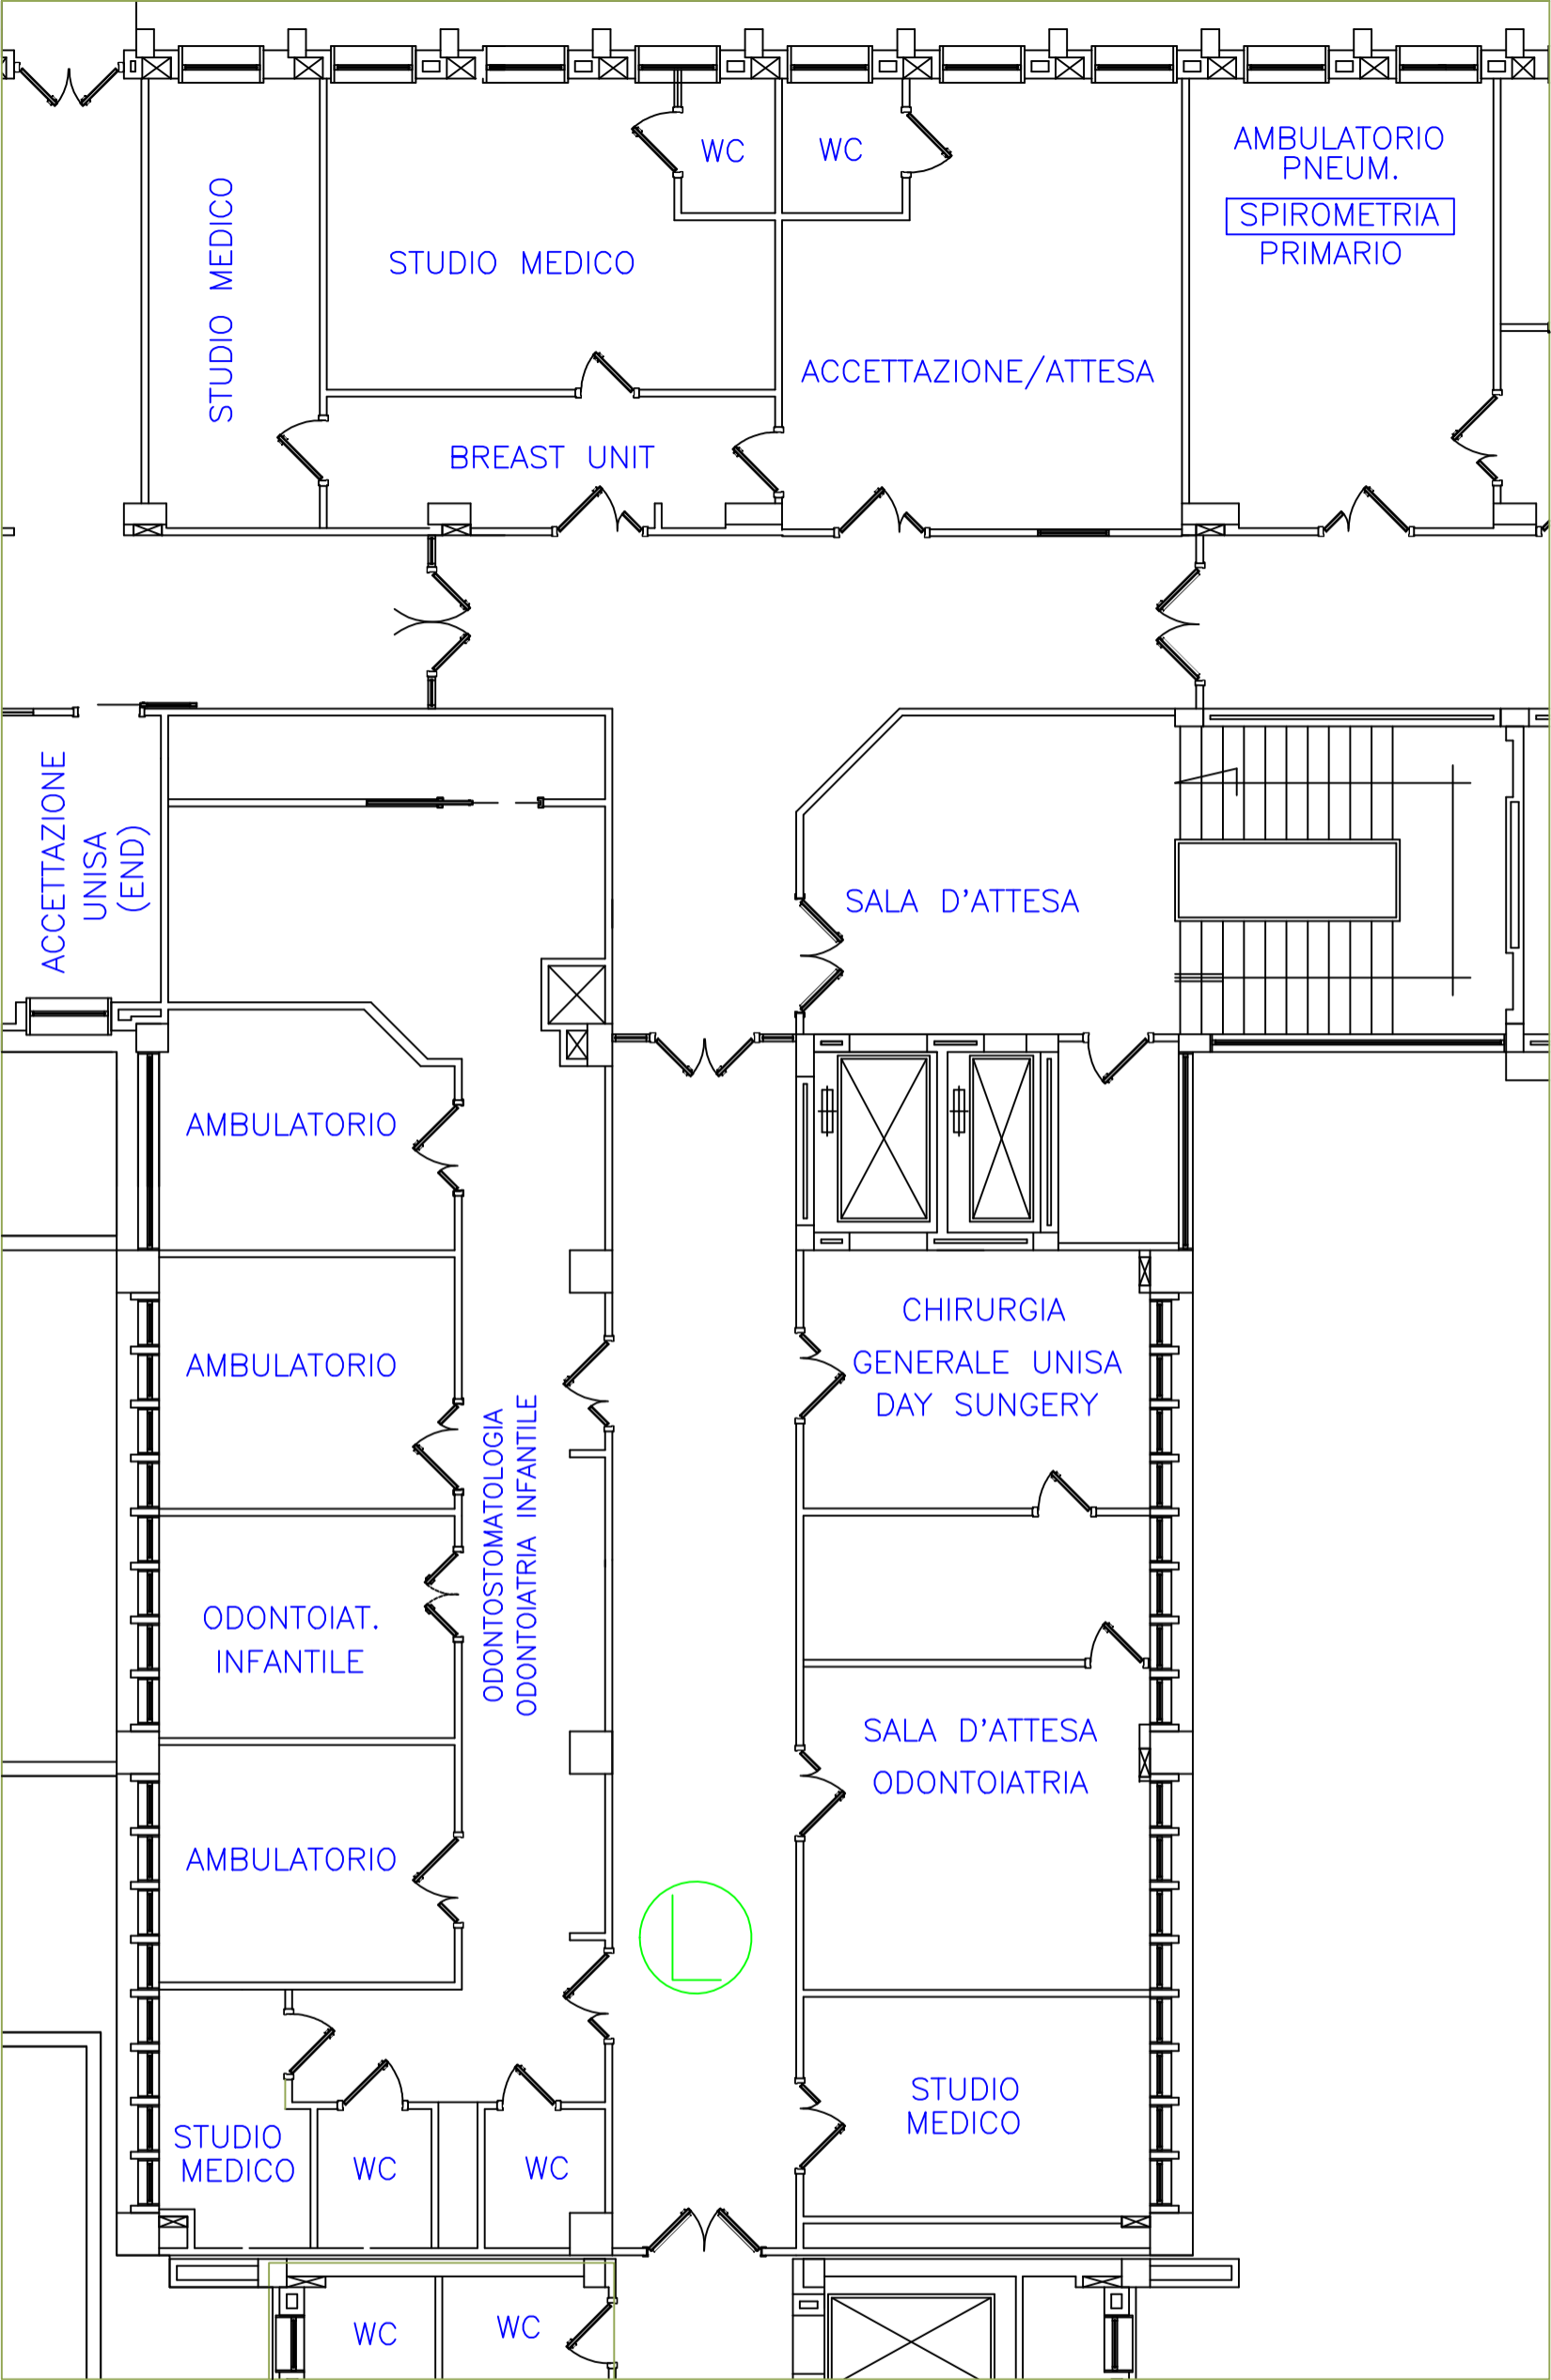 WC
WC
AMBULATORIO
PNEUM.
SPIROMETRIA
PRIMARIO
STUDIO MEDICO
STUDIO MEDICO
ACCETTAZIONE/ATTESA
BREAST UNIT
ACCETTAZIONE
UNISA
(END)
SALA D'ATTESA
AMBULATORIO
AMBULATORIO
CHIRURGIA
GENERALE UNISA
DAY SUNGERY
ODONTOSTOMATOLOGIA
ODONTOIATRIA INFANTILE
ODONTOIAT.
INFANTILE
SALA D'ATTESA
ODONTOIATRIA
AMBULATORIO
L
STUDIO
MEDICO
STUDIO
MEDICO
WC
WC
WC
WC